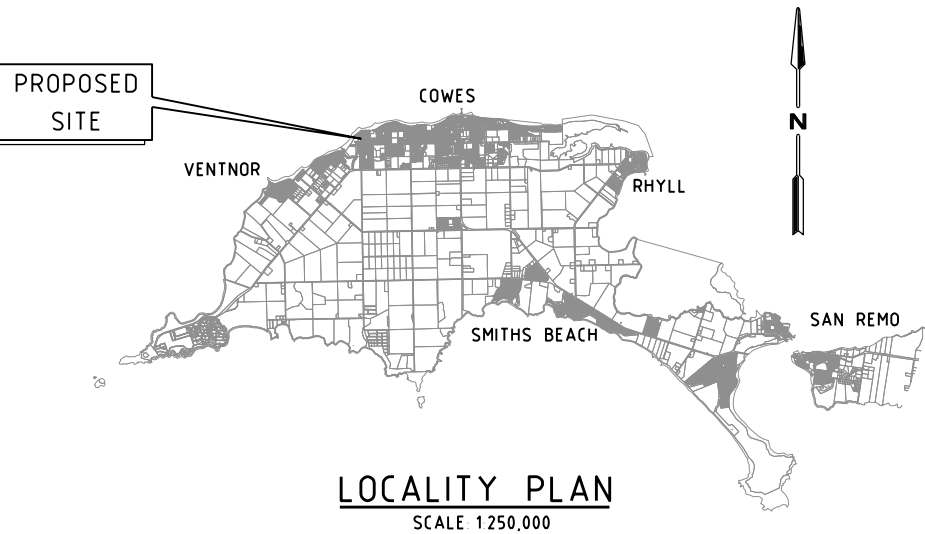 PROPOSED
SITE
COWES
N
VENTNOR
RHYLL
SAN REMO
SMITHS BEACH
LOCALITY PLAN
SCALE: 1:250,000